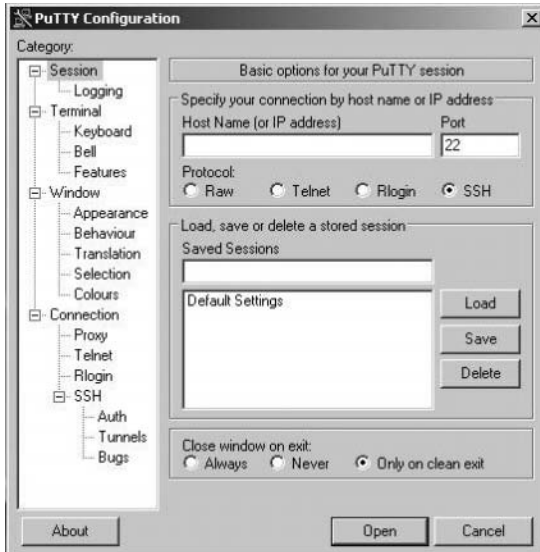 PuTTY Configuration
Category:
Session
Logging
Terminal
Keyboard
Bell
Features
Window
Appearance
Behaviour
Translation
Selection
Colours
Connection
Proxy
Telnet
Rlogin
SSH
Auth
Tunnels
Bugs
Basic options for your PuTTY session
Specify your connection by host name or IP address
Host Name (or IP address) Port
22
Protocol:
Raw Telnet Rlogin SSH
Load, save or delete a stored session
Saved Sessions
Default Settings
Load
Save
Delete
Close window on exit:
Always Never Only on clean exit
About Open Cancel